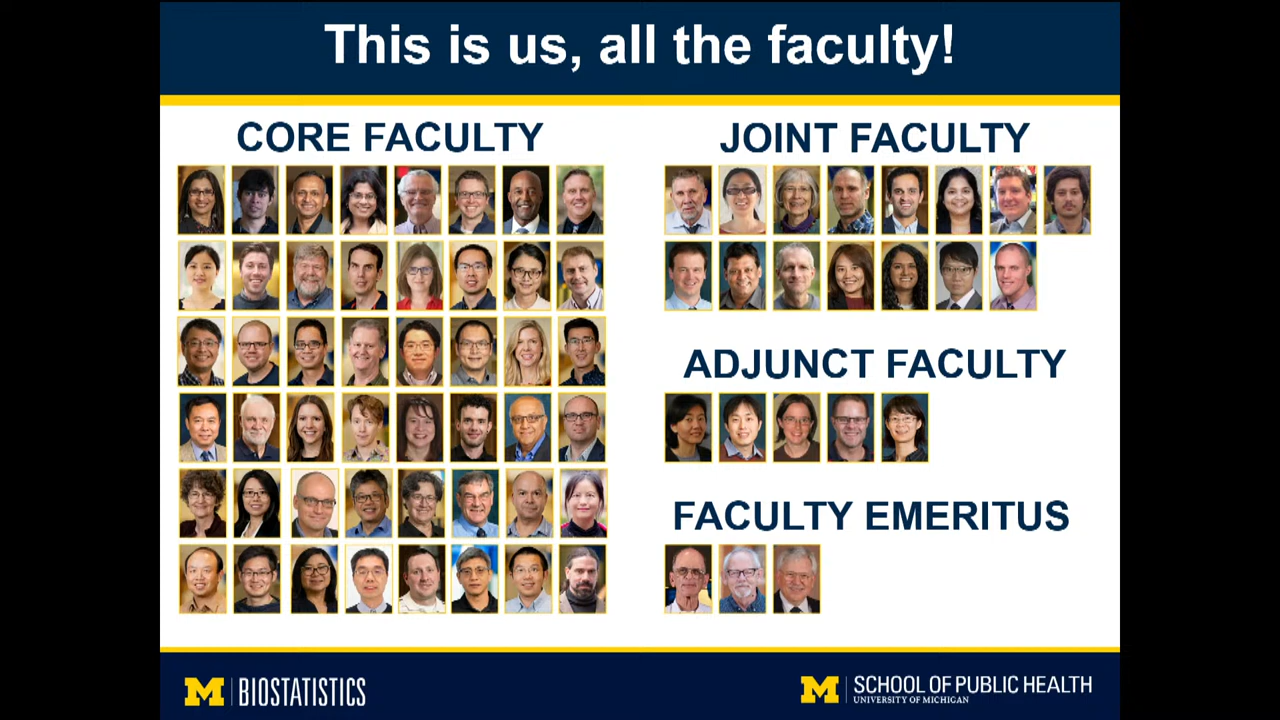 This is us, all the faculty!
CORE FACULTY
JOINT FACULTY
ADJUNCT FACULTY
FACULTY EMERITUS
M BIOSTATISTICS
M SCHOOL OF PUBLIC HEALTH
UNIVERSITY OF MICHIGAN